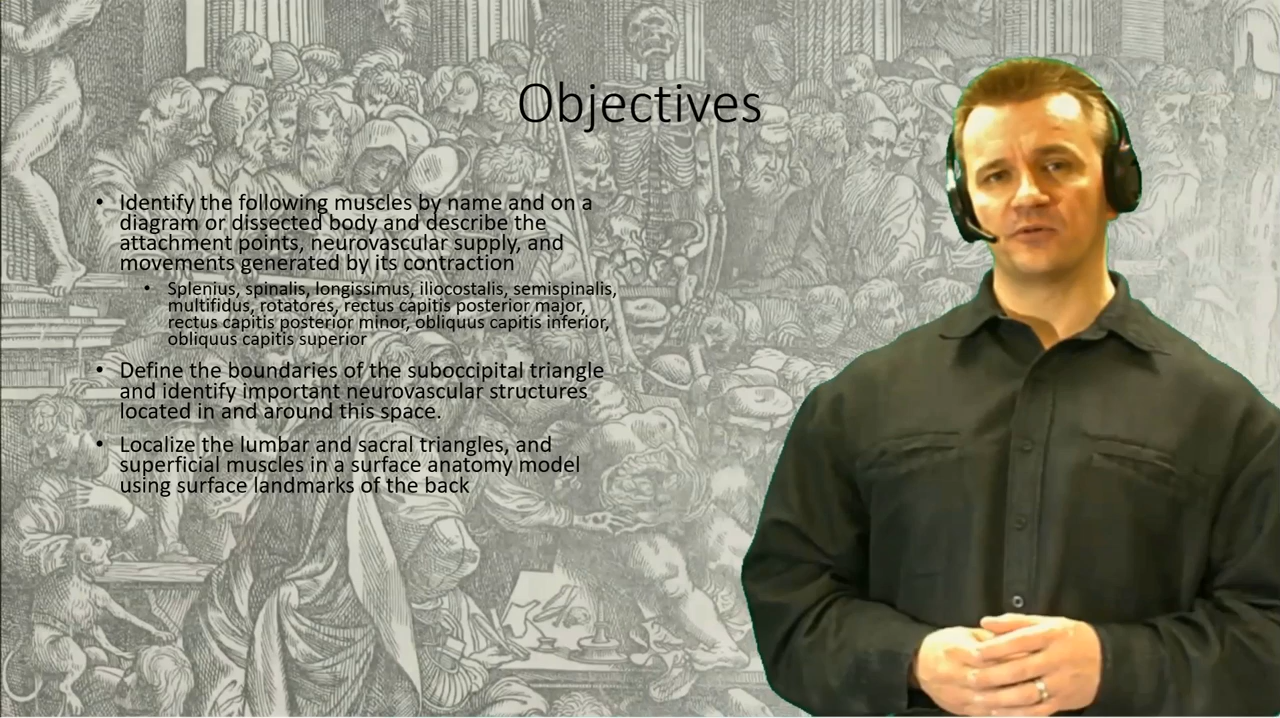 Objectives
• Identify the following muscles by name and on a
diagram or dissected body and describe the
attachment points, neurovascular supply, and
movements generated by its contraction
• Splenius, spinalis, longissimus, iliocostalis, semispinalis,
multifidus, rotatores, rectus capitis posterior major,
rectus capitis posterior minor, obliquus capitis inferior,
obliquus capitis superior
• Define the boundaries of the suboccipital triangle
and identify important neurovascular structures
located in and around this space.
• Localize the lumbar and sacral triangles, and
superficial muscles in a surface anatomy model
using surface landmarks of the back